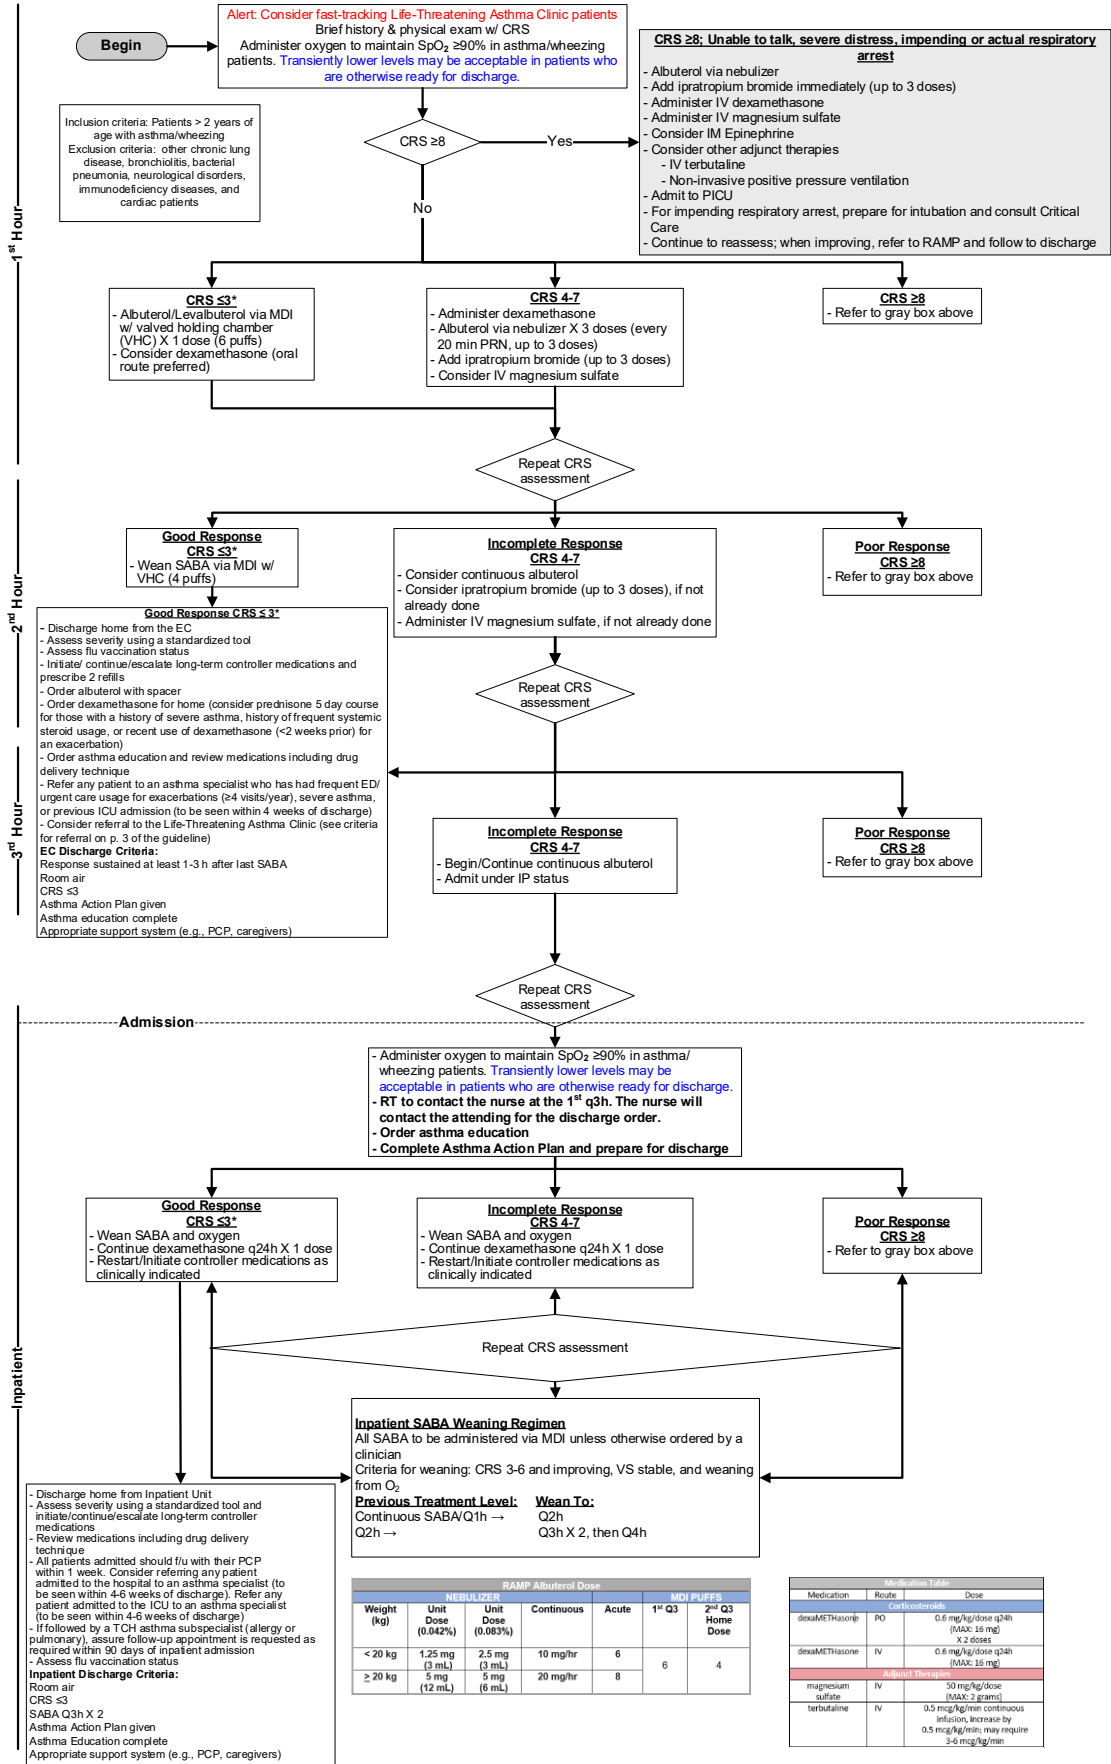 Alert: Consider fast-tracking Life-Threatening Asthma Clinic patients
Brief history & physical exam w/ CRS
Administer oxygen to maintain SpO₂ ≥90% in asthma/wheezing
patients. Transiently lower levels may be acceptable in patients who
are otherwise ready for discharge.
Begin
CRS ≥8; Unable to talk, severe distress, impending or actual respiratory
arrest
- Albuterol via nebulizer
- Add ipratropium bromide immediately (up to 3 doses)
- Administer IV dexamethasone
- Administer IV magnesium sulfate
- Consider IM Epinephrine
- Consider other adjunct therapies
- IV terbutaline
- Non-invasive positive pressure ventilation
- Admit to PICU
- For impending respiratory arrest, prepare for intubation and consult Critical
Care
- Continue to reassess; when improving, refer to RAMP and follow to discharge
Inclusion criteria: Patients > 2 years of
age with asthma/wheezing
Exclusion criteria: other chronic lung
disease, bronchiolitis, bacterial
pneumonia, neurological disorders,
immunodeficiency diseases, and
cardiac patients
CRS ≥8
Yes
No
1st Hour
CRS ≤3*
- Albuterol/Levalbuterol via MDI
w/ valved holding chamber
(VHC) X 1 dose (6 puffs)
- Consider dexamethasone (oral
route preferred)
CRS 4-7
- Administer dexamethasone
- Albuterol via nebulizer X 3 doses (every
20 min PRN, up to 3 doses)
- Add ipratropium bromide (up to 3 doses)
- Consider IV magnesium sulfate
CRS ≥8
- Refer to gray box above
Repeat CRS
assessment
2nd Hour
Good Response
CRS ≤3*
- Wean SABA via MDI w/
VHC (4 puffs)
Incomplete Response
CRS 4-7
- Consider continuous albuterol
- Consider ipratropium bromide (up to 3 doses), if not
already done
- Administer IV magnesium sulfate, if not already done
Poor Response
CRS ≥8
- Refer to gray box above
Good Response CRS ≤ 3*
- Discharge home from the EC
- Assess severity using a standardized tool
- Assess flu vaccination status
- Initiate/ continue/escalate long-term controller medications and
prescribe 2 refills
- Order albuterol with spacer
- Order dexamethasone for home (consider prednisone 5 day course
for those with a history of severe asthma, history of frequent systemic
steroid usage, or recent use of dexamethasone (<2 weeks prior) for
an exacerbation)
- Order asthma education and review medications including drug
delivery technique
- Refer any patient to an asthma specialist who has had frequent ED/
urgent care usage for exacerbations (≥4 visits/year), severe asthma,
or previous ICU admission (to be seen within 4 weeks of discharge)
- Consider referral to the Life-Threatening Asthma Clinic (see criteria
for referral on p. 3 of the guideline)
EC Discharge Criteria:
Response sustained at least 1-3 h after last SABA
Room air
CRS ≤3
Asthma Action Plan given
Asthma education complete
Appropriate support system (e.g., PCP, caregivers)
Repeat CRS
assessment
3rd Hour
Incomplete Response
CRS 4-7
- Begin/Continue continuous albuterol
- Admit under IP status
Poor Response
CRS ≥8
- Refer to gray box above
Repeat CRS
assessment
Admission
- Administer oxygen to maintain SpO₂ ≥90% in asthma/
wheezing patients. Transiently lower levels may be
acceptable in patients who are otherwise ready for discharge.
- RT to contact the nurse at the 1st q3h. The nurse will
contact the attending for the discharge order.
- Order asthma education
- Complete Asthma Action Plan and prepare for discharge
Inpatient
Good Response
CRS ≤3*
- Wean SABA and oxygen
- Continue dexamethasone q24h X 1 dose
- Restart/Initiate controller medications as
clinically indicated
Incomplete Response
CRS 4-7
- Wean SABA and oxygen
- Continue dexamethasone q24h X 1 dose
- Restart/Initiate controller medications as
clinically indicated
Poor Response
CRS ≥8
- Refer to gray box above
Repeat CRS assessment
Inpatient SABA Weaning Regimen
All SABA to be administered via MDI unless otherwise ordered by a
clinician
Criteria for weaning: CRS 3-6 and improving, VS stable, and weaning
from O₂
Previous Treatment Level: Wean To:
Continuous SABA/Q1h → Q2h
Q2h → Q3h X 2, then Q4h
- Discharge home from Inpatient Unit
- Assess severity using a standardized tool and
initiate/continue/escalate long-term controller
medications
- Review medications including drug delivery
technique
- All patients admitted should f/u with their PCP
within 1 week. Consider referring any patient
admitted to the hospital to an asthma specialist (to
be seen within 4-6 weeks of discharge). Refer any
patient admitted to the ICU to an asthma specialist
(to be seen within 4-6 weeks of discharge)
- If followed by a TCH asthma subspecialist (allergy or
pulmonary), assure follow-up appointment is requested as
required within 90 days of inpatient admission
- Assess flu vaccination status
Inpatient Discharge Criteria:
Room air
CRS ≤3
SABA Q3h X 2
Asthma Action Plan given
Asthma Education complete
Appropriate support system (e.g., PCP, caregivers)
RAMP Albuterol Dose
NEBULIZER MDI PUFFS
Weight (kg) Unit Dose (0.042%) Unit Dose (0.083%) Continuous Acute 1st Q3 2nd Q3 Home Dose
< 20 kg 1.25 mg (3 mL) 2.5 mg (3 mL) 10 mg/hr 6 6 4
≥ 20 kg 5 mg (12 mL) 5 mg (6 mL) 20 mg/hr 8
Medication Table
Medication Route Dose
Corticosteroids
dexaMETHasone PO 0.6 mg/kg/dose q24h
(MAX: 16 mg)
X 2 doses
dexaMETHasone IV 0.6 mg/kg/dose q24h
(MAX: 16 mg)
Adjunct Therapies
magnesium sulfate IV 50 mg/kg/dose
(MAX: 2 grams)
terbutaline IV 0.5 mcg/kg/min continuous
infusion, increase by
0.5 mcg/kg/min; may require
3-6 mcg/kg/min